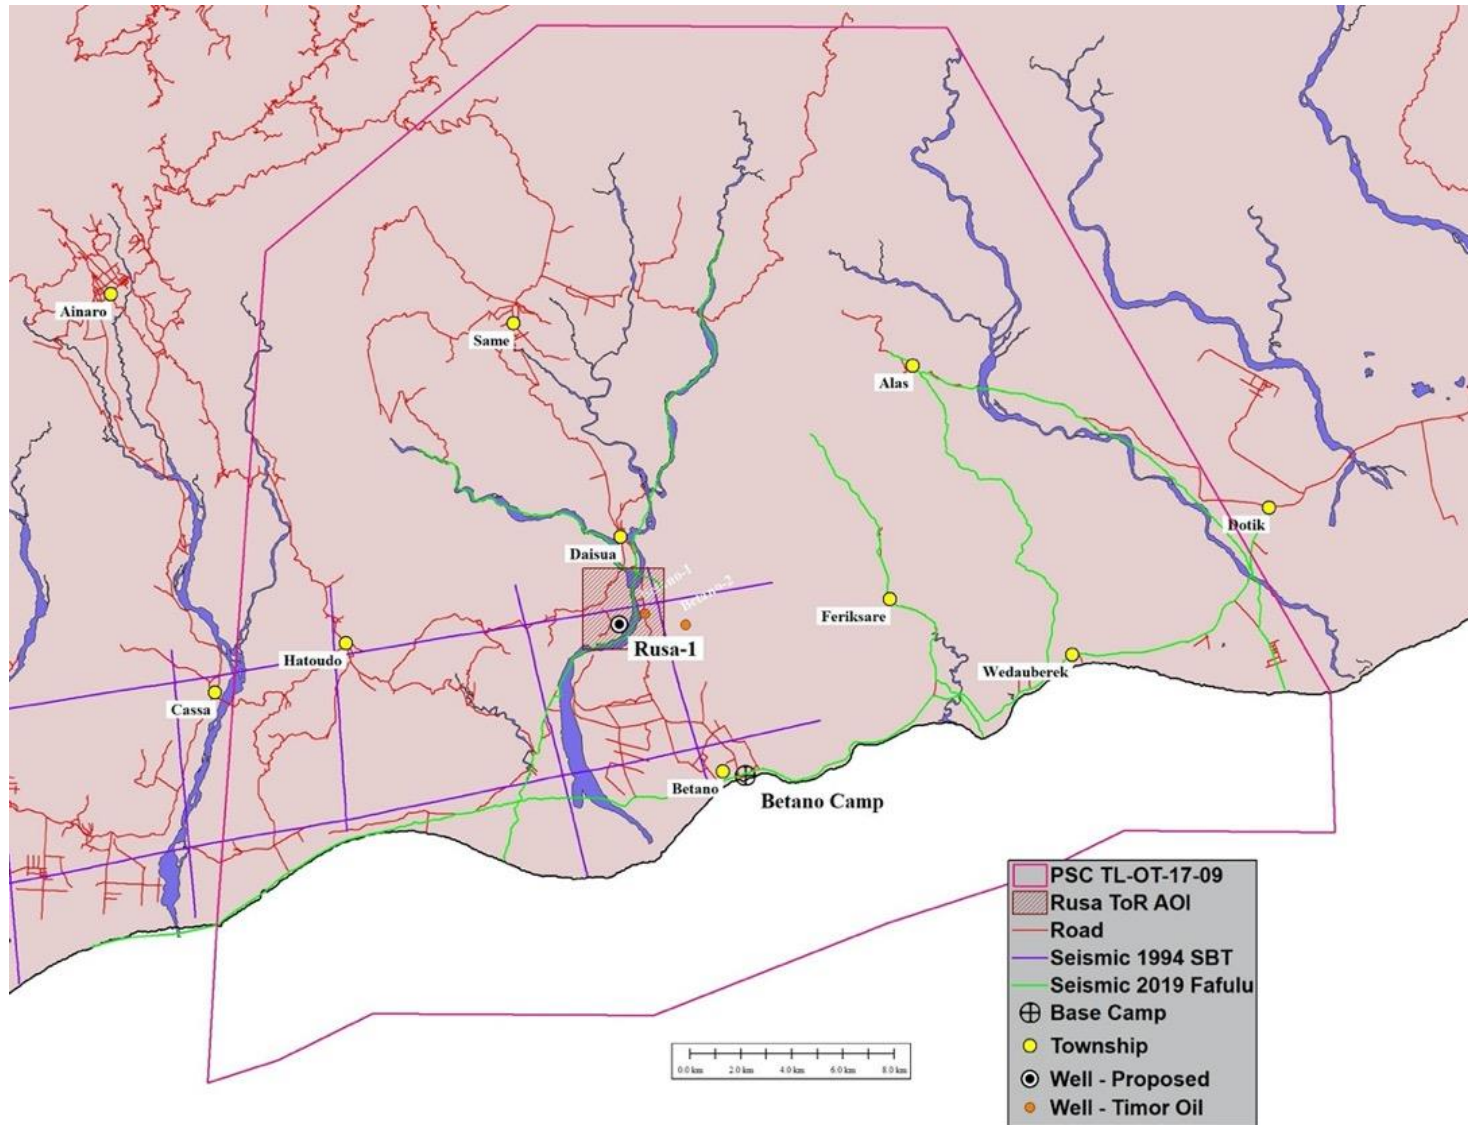 Ainaro
Same
Alas
Dotik
Daisua
Betano-2
Feriksare
Rusa-1
Hatoudo
Wedauberek
Cassa
Betano
Betano Camp
PSC TL-OT-17-09
Rusa ToR AOI
Road
Seismic 1994 SBT
Seismic 2019 Fafulu
Base Camp
Township
Well - Proposed
Well - Timor Oil
0.0 km 2.0 km 4.0 km 6.0 km 8.0 km